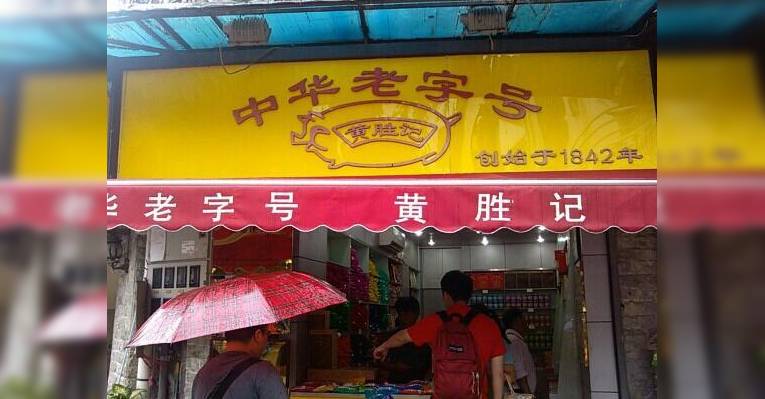 中华老字号
黄胜记
创始于1842年
华老字号 黄胜记